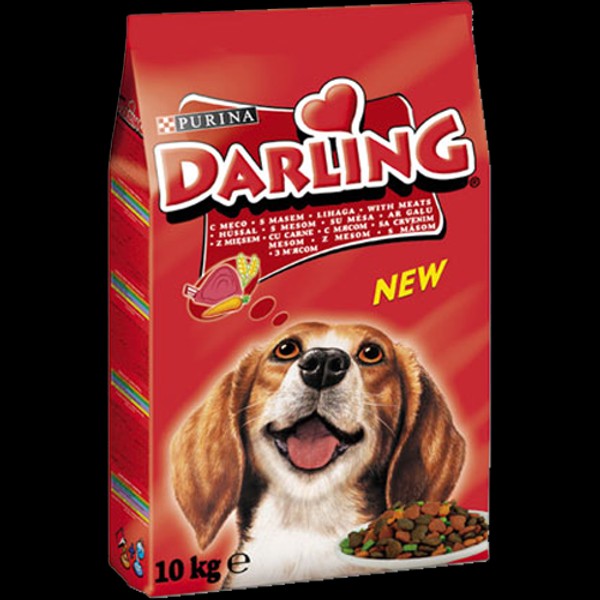 PURINA
DARLING®
С МЕСО • S MASEM • LIHAGA • WITH MEATS
• HÚSSAL • S MESOM • SU MĖSA • AR GAĻU
• Z MIĘSEM • CU CARNE • С МЯСОМ • SA CRVENIM
MESOM • Z MESOM • S MÄSOM
• З М'ЯСОМ
NEW
10 kg e